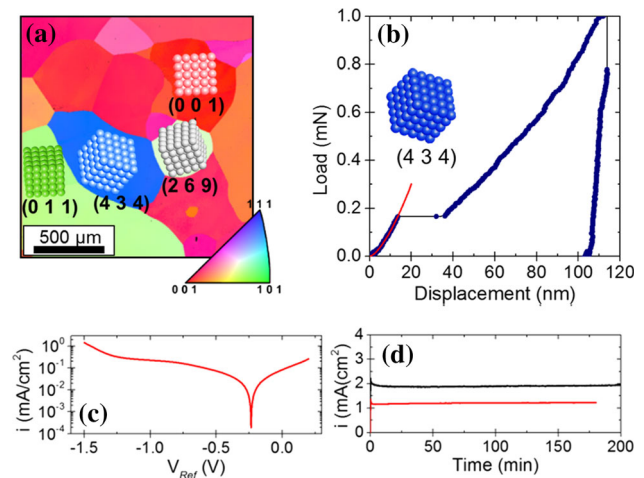 (a)
(0 0 1)
(0 1 1)
(4 3 4)
(2 6 9)
500 µm
1 1 1
0 0 1
1 0 1
(b)
(4 3 4)
Load (mN)
1.0
0.8
0.6
0.4
0.2
0.0
0 20 40 60 80 100 120
Displacement (nm)
(c)
i (mA/cm²)
10⁰
10⁻¹
10⁻²
10⁻³
10⁻⁴
-1.5 -1.0 -0.5 0.0
V_Ref (V)
(d)
i (mA(cm²)
4
3
2
1
0
0 50 100 150 200
Time (min)